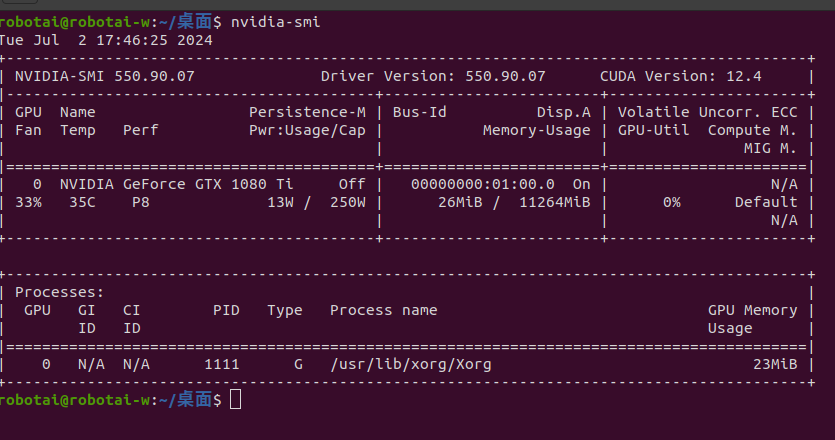 robotai@robotai-w:~/桌面$ nvidia-smi
Tue Jul  2 17:46:25 2024
+-----------------------------------------------------------------------------------------+
| NVIDIA-SMI 550.90.07              Driver Version: 550.90.07      CUDA Version: 12.4     |
|-----------------------------------------+------------------------+----------------------+
| GPU  Name                 Persistence-M | Bus-Id          Disp.A | Volatile Uncorr. ECC |
| Fan  Temp   Perf          Pwr:Usage/Cap |           Memory-Usage | GPU-Util  Compute M. |
|                                         |                        |               MIG M. |
|=========================================+========================+======================|
|   0  NVIDIA GeForce GTX 1080 Ti     Off |   00000000:01:00.0  On |                  N/A |
| 33%   35C    P8             13W /  250W |      26MiB /  11264MiB |      0%      Default |
|                                         |                        |                  N/A |
+-----------------------------------------+------------------------+----------------------+
+-----------------------------------------------------------------------------------------+
| Processes:                                                                              |
|  GPU   GI   CI        PID   Type   Process name                              GPU Memory |
|        ID   ID                                                               Usage      |
|=========================================================================================|
|    0   N/A  N/A      1111      G   /usr/lib/xorg/Xorg                             23MiB |
+-----------------------------------------------------------------------------------------+
robotai@robotai-w:~/桌面$